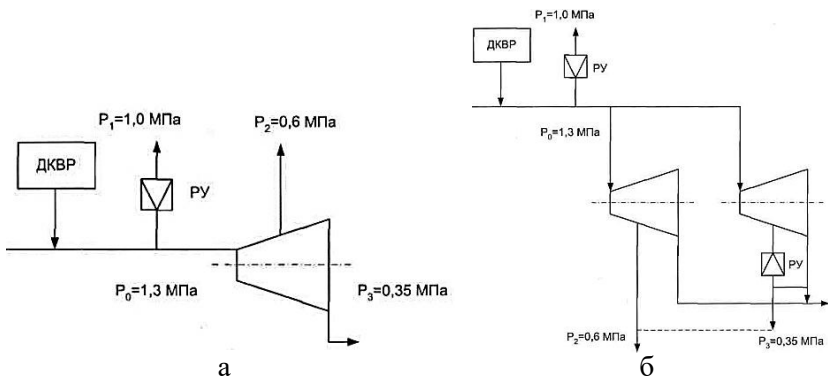 P₁=1,0 МПа
P₂=0,6 МПа
ДКВР
РУ
P₀=1,3 МПа
P₃=0,35 МПа
а
P₁=1,0 МПа
ДКВР
РУ
P₀=1,3 МПа
РУ
P₂=0,6 МПа
P₃=0,35 МПа
б